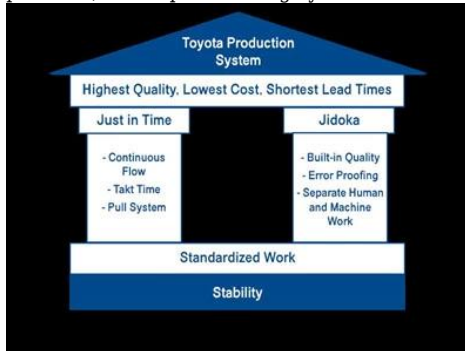 Toyota Production
System
Highest Quality. Lowest Cost. Shortest Lead Times
Just in Time
- Continuous
Flow
- Takt Time
- Pull System
Jidoka
- Built-in Quality
- Error Proofing
- Separate Human
and Machine
Work
Standardized Work
Stability